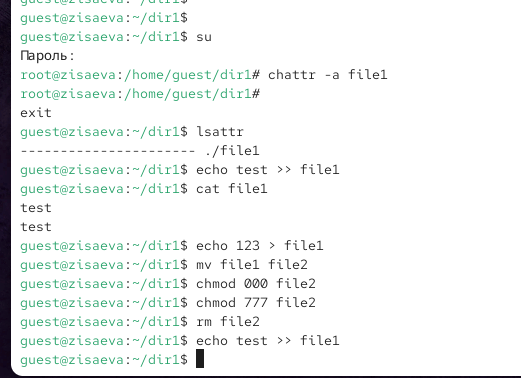 guest@zisaeva:~/dir1$
guest@zisaeva:~/dir1$ su
Пароль:
root@zisaeva:/home/guest/dir1# chattr -a file1
root@zisaeva:/home/guest/dir1#
exit
guest@zisaeva:~/dir1$ lsattr
---------------------- ./file1
guest@zisaeva:~/dir1$ echo test >> file1
guest@zisaeva:~/dir1$ cat file1
test
test
guest@zisaeva:~/dir1$ echo 123 > file1
guest@zisaeva:~/dir1$ mv file1 file2
guest@zisaeva:~/dir1$ chmod 000 file2
guest@zisaeva:~/dir1$ chmod 777 file2
guest@zisaeva:~/dir1$ rm file2
guest@zisaeva:~/dir1$ echo test >> file1
guest@zisaeva:~/dir1$